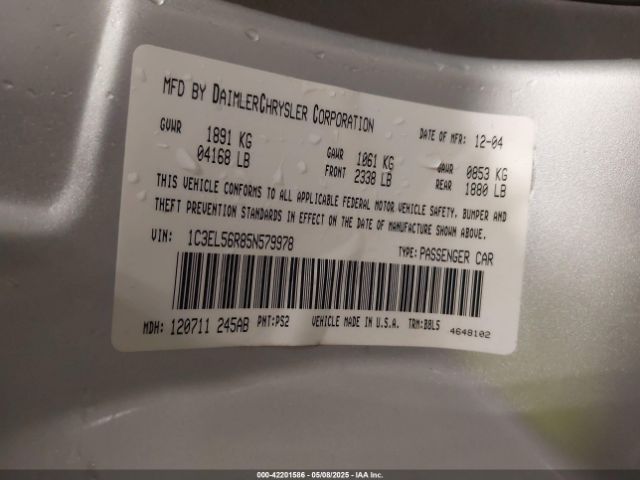 MFD BY DAIMLERCHRYSLER CORPORATION
DATE OF MFR: 12-04
GVWR 1891 KG
04168 LB
GAWR FRONT 1061 KG
2338 LB
GAWR REAR 0853 KG
1880 LB
THIS VEHICLE CONFORMS TO ALL APPLICABLE FEDERAL MOTOR VEHICLE SAFETY, BUMPER AND
THEFT PREVENTION STANDARDS IN EFFECT ON THE DATE OF MANUFACTURE SHOWN ABOVE.
VIN: 1C3EL56R85N579978
TYPE: PASSENGER CAR
MDH: 120711 245AB PNT:PS2 VEHICLE MADE IN U.S.A. TRM:B8L5
4648102
000-42201586 - 05/08/2025 - IAA Inc.